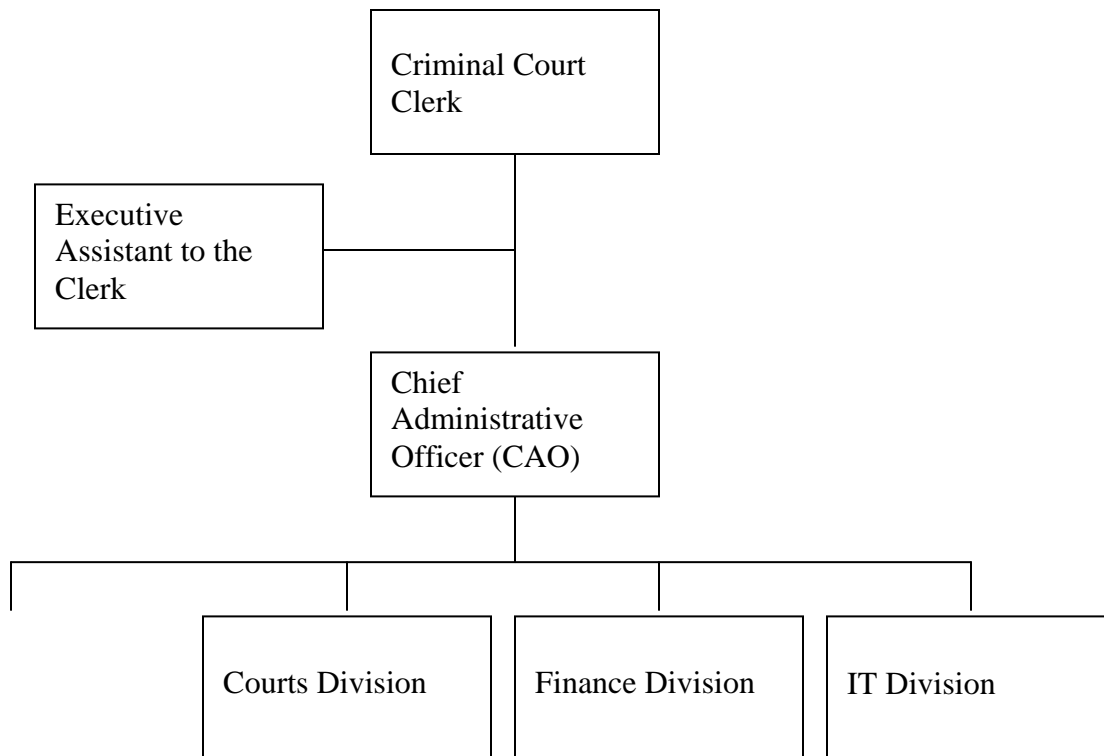 Criminal Court
Clerk
Executive
Assistant to the
Clerk
Chief
Administrative
Officer (CAO)
Courts Division
Finance Division
IT Division